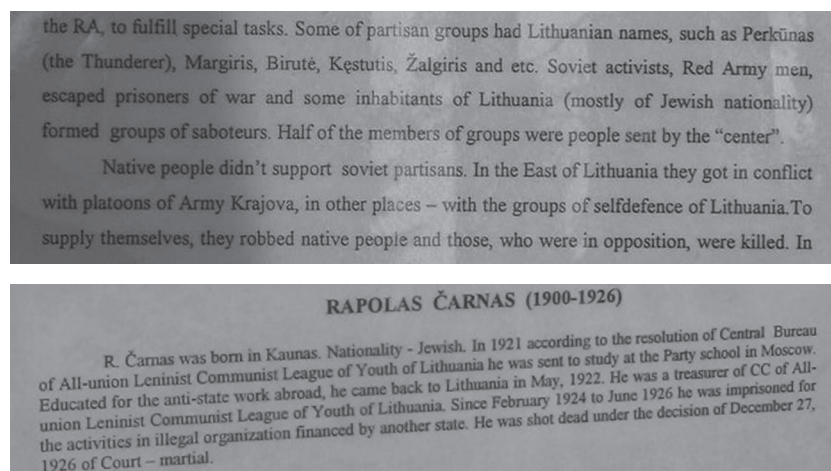 the RA, to fulfill special tasks. Some of partisan groups had Lithuanian names, such as Perkūnas
(the Thunderer), Margiris, Birutė, Kęstutis, Žalgiris and etc. Soviet activists, Red Army men,
escaped prisoners of war and some inhabitants of Lithuania (mostly of Jewish nationality)
formed groups of saboteurs. Half of the members of groups were people sent by the “center”.
Native people didn’t support soviet partisans. In the East of Lithuania they got in conflict
with platoons of Army Krajova, in other places – with the groups of selfdefence of Lithuania.To
supply themselves, they robbed native people and those, who were in opposition, were killed. In
RAPOLAS ČARNAS (1900-1926)
R. Čarnas was born in Kaunas. Nationality - Jewish. In 1921 according to the resolution of Central Bureau
of All-union Leninist Communist League of Youth of Lithuania he was sent to study at the Party school in Moscow.
Educated for the anti-state work abroad, he came back to Lithuania in May, 1922. He was a treasurer of CC of All-
union Leninist Communist League of Youth of Lithuania. Since February 1924 to June 1926 he was imprisoned for
the activities in illegal organization financed by another state. He was shot dead under the decision of December 27,
1926 of Court – martial.